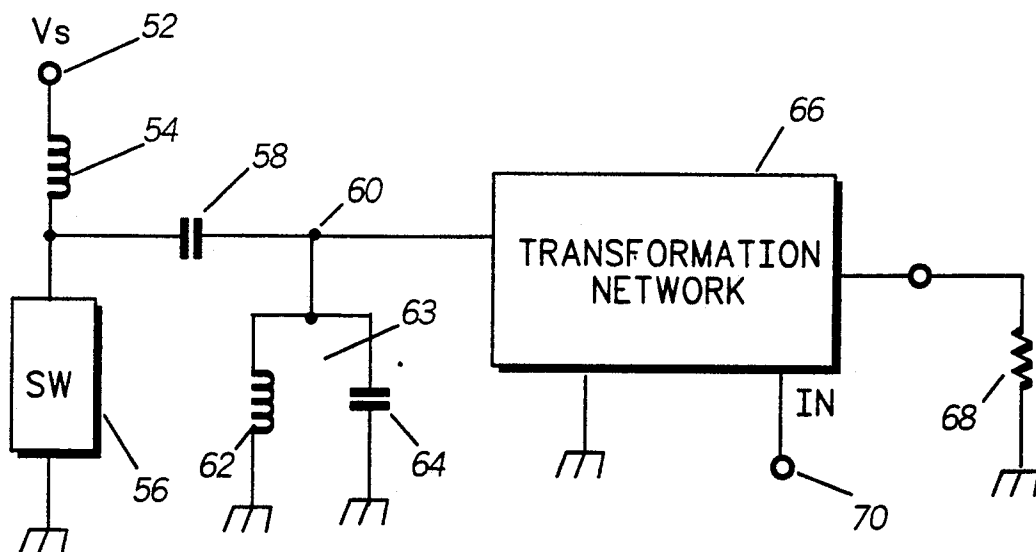 Vs
52
54
58
60
66
TRANSFORMATION
NETWORK
63
SW
IN
56
62
64
68
70